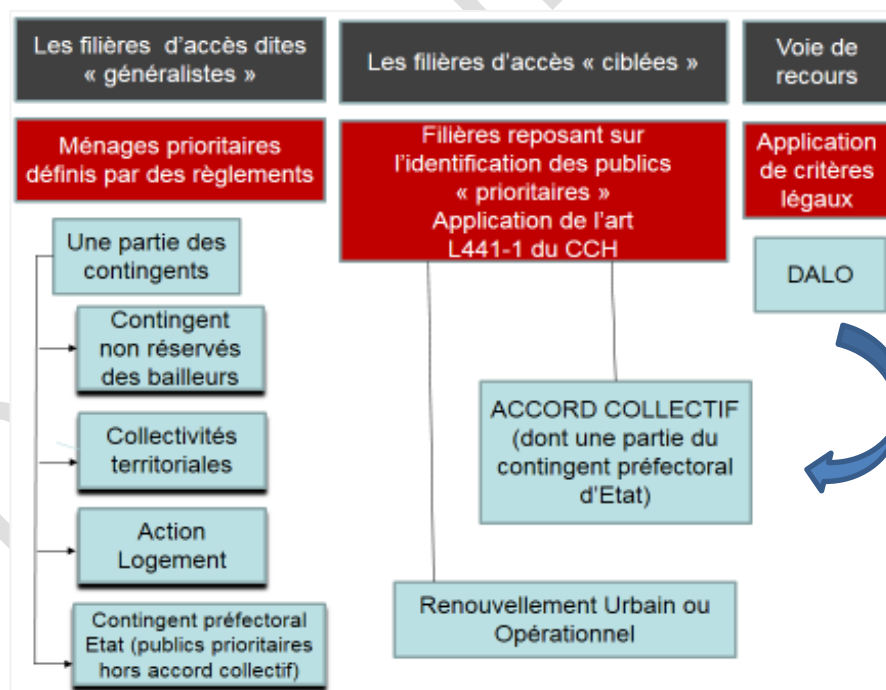 Les filières d'accès dites
« généralistes »
Ménages prioritaires
définis par des règlements
Une partie des
contingents
Contingent
non réservés
des bailleurs
Collectivités
territoriales
Action
Logement
Contingent préfectoral
Etat (publics prioritaires
hors accord collectif)
Les filières d'accès « ciblées »
Filières reposant sur
l'identification des publics
« prioritaires »
Application de l'art
L441-1 du CCH
ACCORD COLLECTIF
(dont une partie du
contingent préfectoral
d'Etat)
Renouvellement Urbain ou
Opérationnel
Voie de
recours
Application
de critères
légaux
DALO